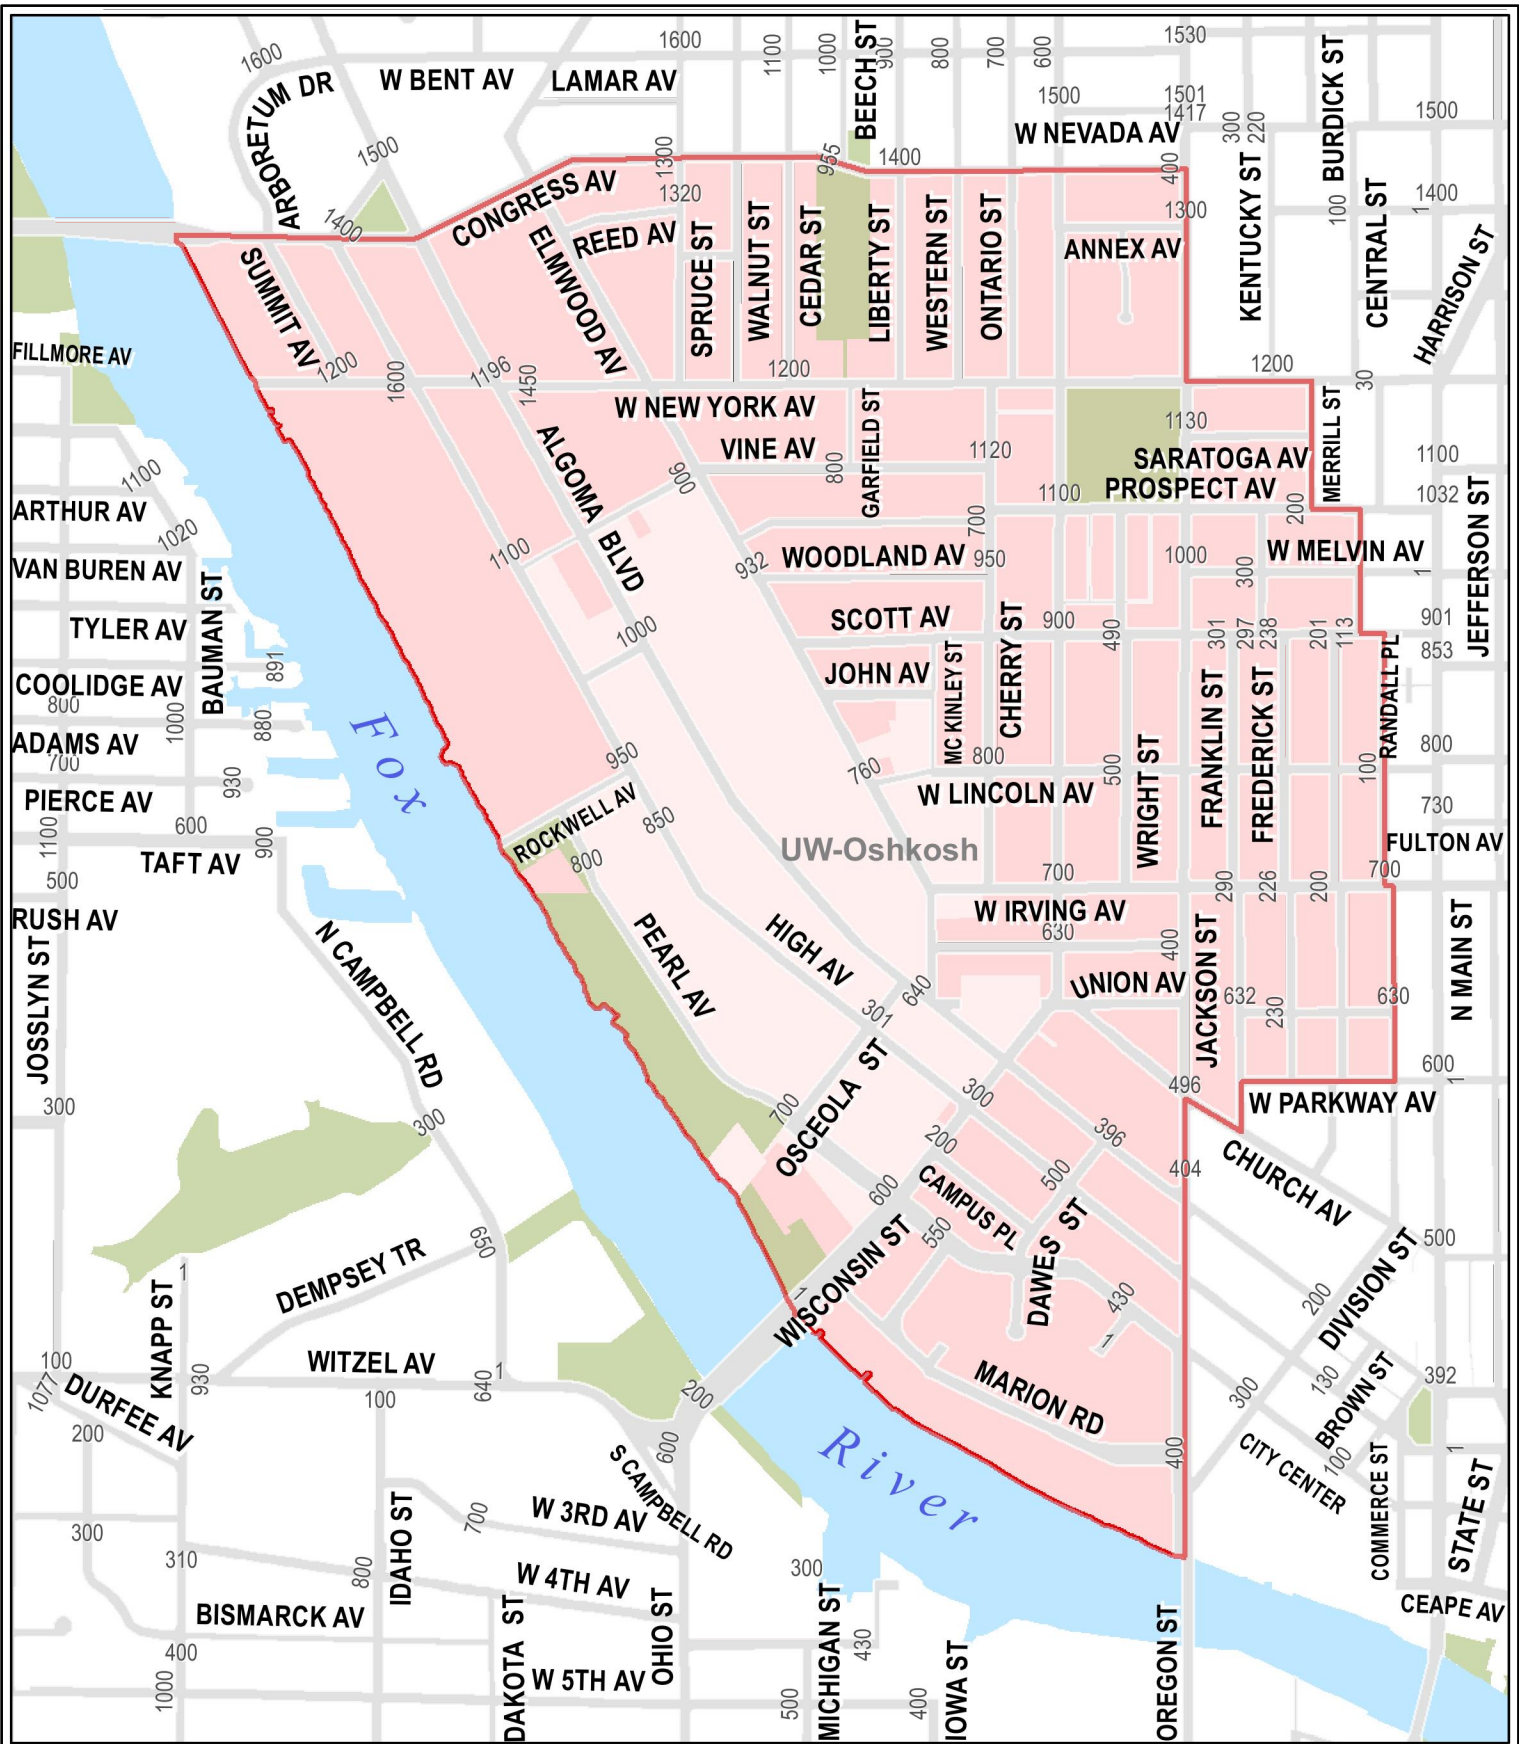 1600
1530
W BENT AV
LAMAR AV
1600
1100
1000
BEECH ST
900
800
700
600
BURDICK ST
ARBORETUM DR
1500
1501
1417
W NEVADA AV
300
220
1500
1500
1300
955
1400
400
KENTUCKY ST
100
CENTRAL ST
1400
CONGRESS AV
1320
1300
1400
REED AV
ELMWOOD AV
SPRUCE ST
WALNUT ST
CEDAR ST
LIBERTY ST
WESTERN ST
ONTARIO ST
ANNEX AV
HARRISON ST
SUMMIT AV
FILLMORE AV
1200
1600
1196
1450
1200
1200
30
W NEW YORK AV
GARFIELD ST
MERRILL ST
ALGOMA BLVD
VINE AV
800
1120
1130
SARATOGA AV
1100
1100
900
1100
PROSPECT AV
1032
200
ARTHUR AV
1020
1100
700
WOODLAND AV
950
932
1000
300
W MELVIN AV
1
JEFFERSON ST
VAN BUREN AV
BAUMAN ST
SCOTT AV
900
490
301
297
238
201
113
901
TYLER AV
1000
853
891
JOHN AV
MC KINLEY ST
CHERRY ST
FRANKLIN ST
FREDERICK ST
RANDALL PL
COOLIDGE AV
800
1000
880
Fox
ADAMS AV
700
950
760
800
500
WRIGHT ST
100
800
930
PIERCE AV
W LINCOLN AV
730
600
ROCKWELL AV
850
1100
900
TAFT AV
800
UW-Oshkosh
FULTON AV
500
700
290
226
200
700
RUSH AV
W IRVING AV
630
400
JOSSLYN ST
N CAMPBELL RD
PEARL AV
HIGH AV
640
301
UNION AV
JACKSON ST
632
230
630
N MAIN ST
OSCEOLA ST
600
1
300
300
700
300
496
W PARKWAY AV
200
396
404
CHURCH AV
600
CAMPUS PL
500
DAWES ST
550
650
500
DIVISION ST
DEMPSEY TR
1
KNAPP ST
WISCONSIN ST
1
430
1
200
100
WITZEL AV
1
640
930
100
1077
DURFEE AV
200
MARION RD
300
130
BROWN ST
392
200
600
S CAMPBELL RD
River
400
CITY CENTER
100
COMMERCE ST
1
STATE ST
IDAHO ST
700
W 3RD AV
300
310
800
W 4TH AV
300
BISMARCK AV
DAKOTA ST
OHIO ST
MICHIGAN ST
430
IOWA ST
OREGON ST
CEAPE AV
400
1000
W 5TH AV
500
400